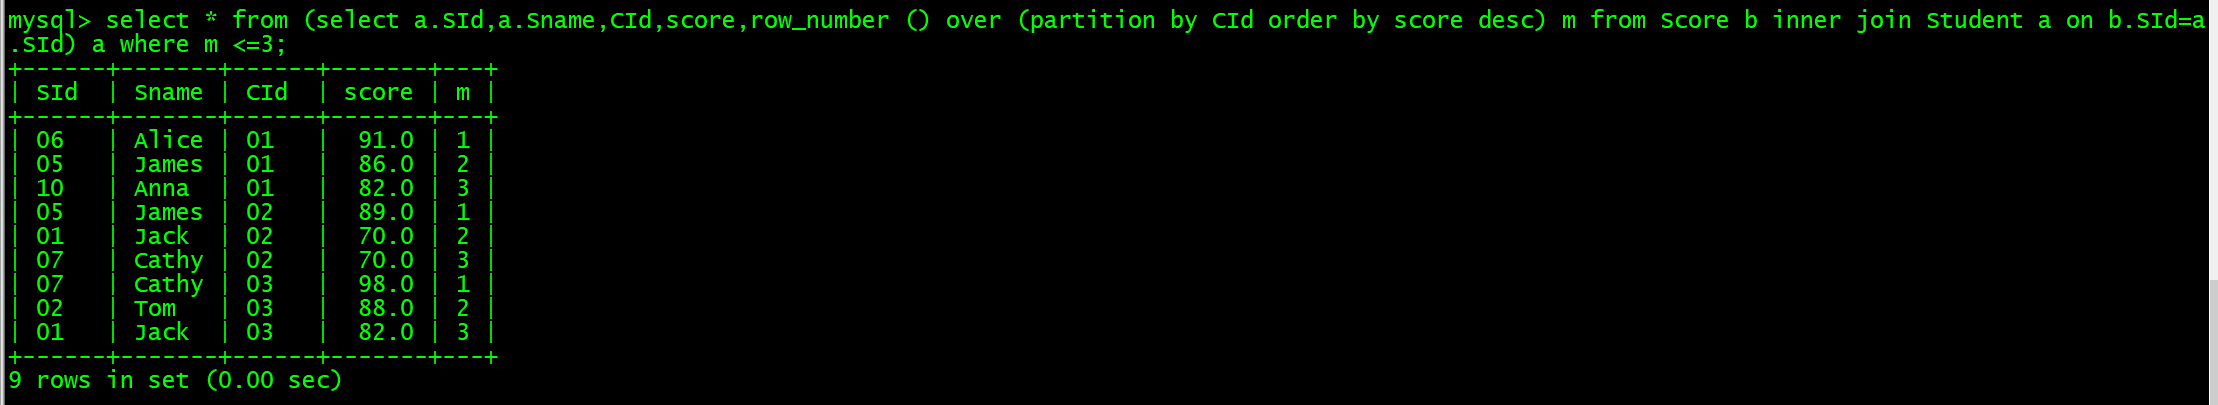 mysql> select * from (select a.SId,a.Sname,CId,score,row_number () over (partition by CId order by score desc) m from Score b inner join Student a on b.SId=a
.SId) a where m <=3;
+------+-------+------+-------+---+
| SId  | Sname | CId  | score | m |
+------+-------+------+-------+---+
| 06   | Alice | 01   |  91.0 | 1 |
| 05   | James | 01   |  86.0 | 2 |
| 10   | Anna  | 01   |  82.0 | 3 |
| 05   | James | 02   |  89.0 | 1 |
| 01   | Jack  | 02   |  70.0 | 2 |
| 07   | Cathy | 02   |  70.0 | 3 |
| 07   | Cathy | 03   |  98.0 | 1 |
| 02   | Tom   | 03   |  88.0 | 2 |
| 01   | Jack  | 03   |  82.0 | 3 |
+------+-------+------+-------+---+
9 rows in set (0.00 sec)